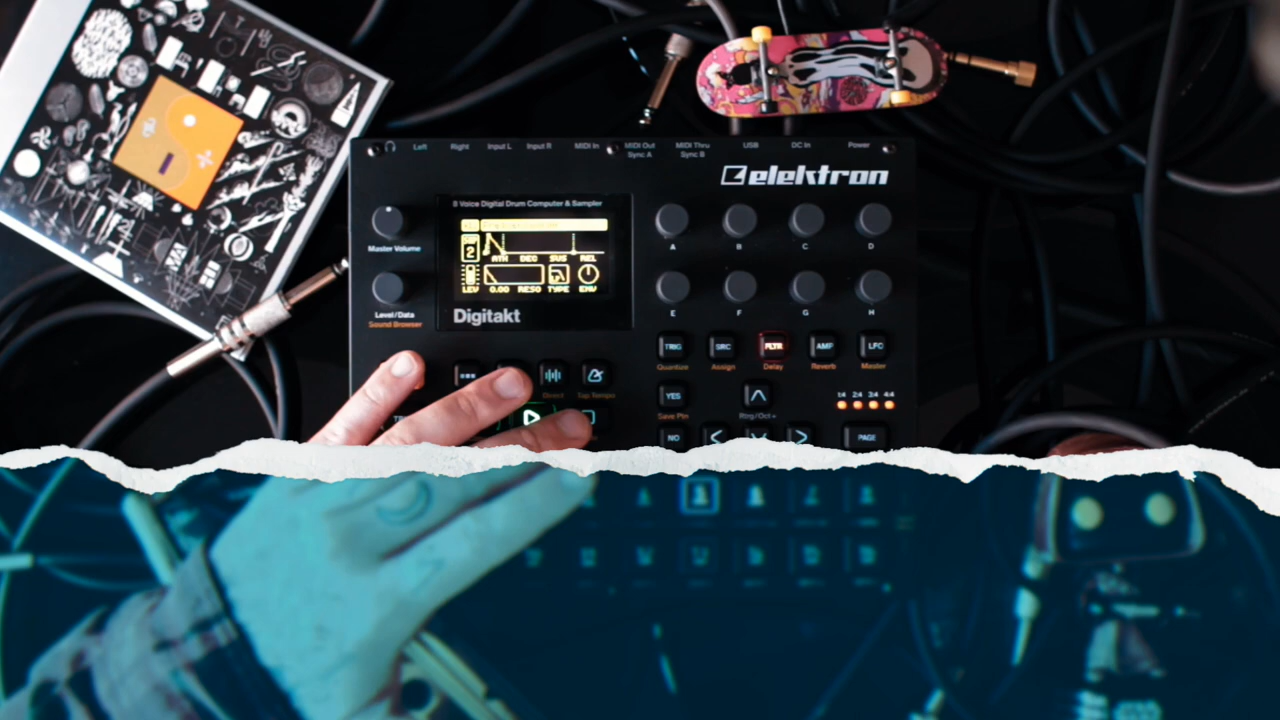 Left Right Input L Input R MIDI In MIDI Out MIDI Thru USB DC In Power
Sync A Sync B
elektron
8 Voice Digital Drum Computer & Sampler
Master Volume
2
ATK DEC SUS REL
LEV 0.00 RESO TYPE ENV
A B C D
Level/Data
Sound Browser
Digitakt
E F G H
TRIG SRC FLTR AMP LFO
Quantize Assign Delay Reverb Master
Direct Tap Tempo
YES
Save Ptn Rtrg/Oct+
1:4 2:4 3:4 4:4
NO PAGE